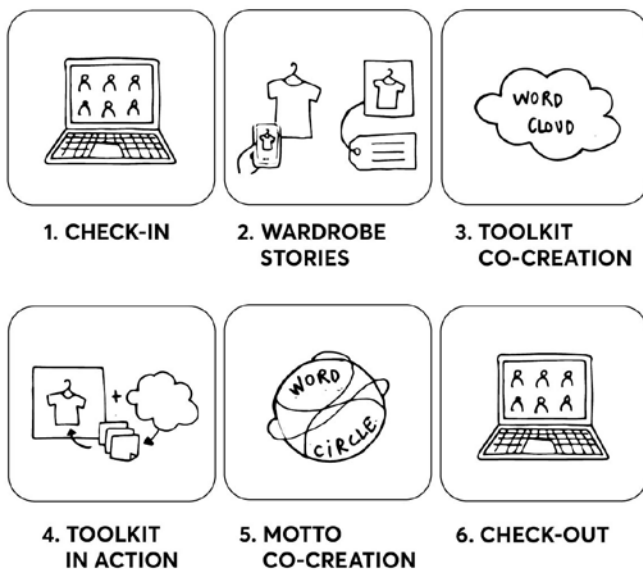 WORD
CLOUD
1. CHECK-IN
2. WARDROBE
STORIES
3. TOOLKIT
CO-CREATION
WORD
CIRCLE
4. TOOLKIT
IN ACTION
5. MOTTO
CO-CREATION
6. CHECK-OUT